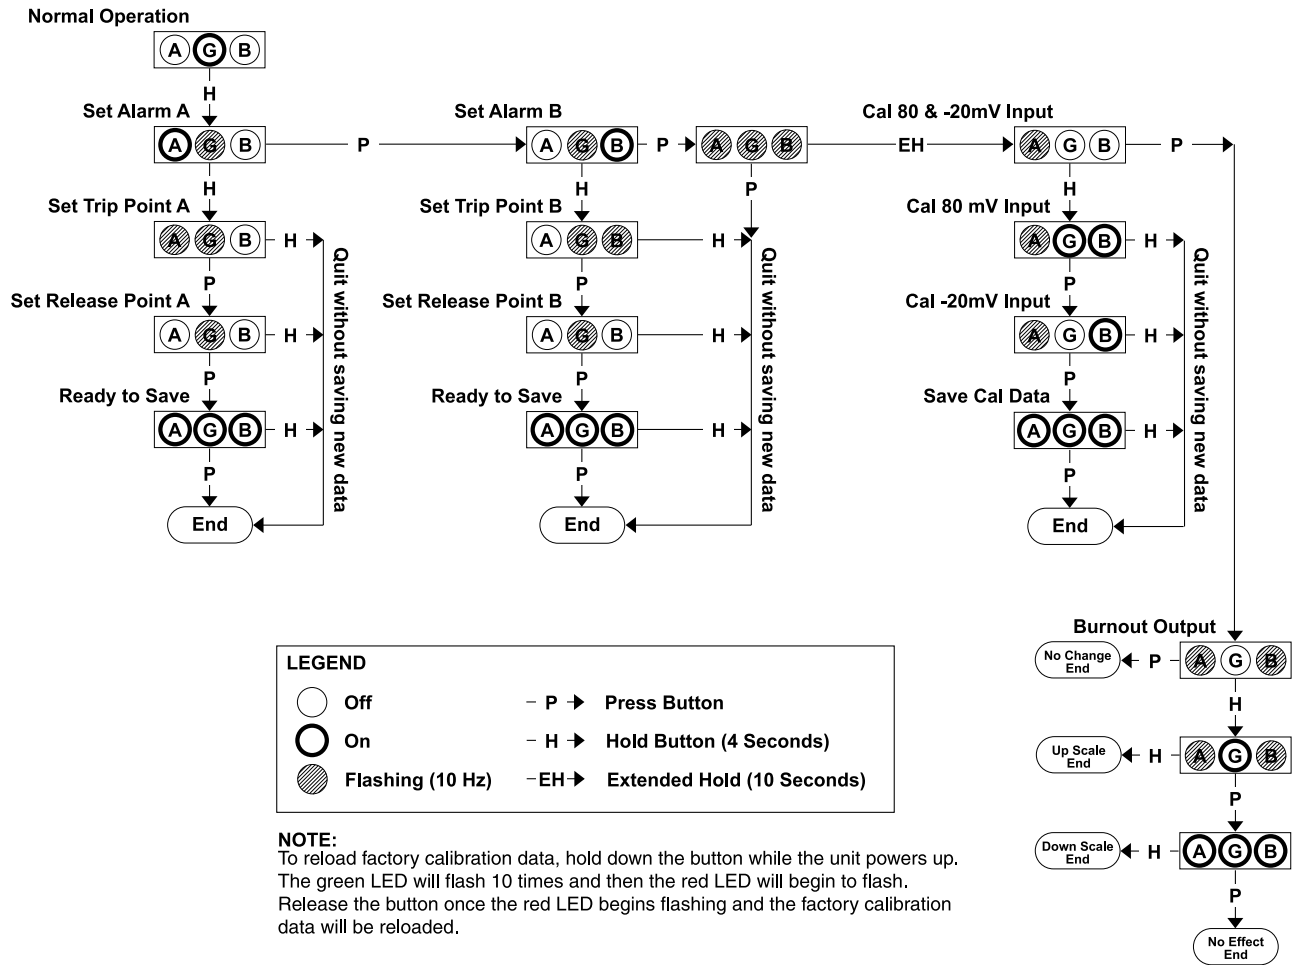 Normal Operation
A G B
H
Set Alarm A
A G B
P
Set Alarm B
A G B
P
A G B
EH
Cal 80 & -20mV Input
A G B
P
H
H
P
H
Set Trip Point A
A G B
H
Set Trip Point B
A G B
H
Cal 80 mV Input
A G B
H
P
P
P
Set Release Point A
A G B
H
Set Release Point B
A G B
H
Cal -20mV Input
A G B
H
P
P
P
Ready to Save
A G B
H
Ready to Save
A G B
H
Save Cal Data
A G B
H
P
P
P
End
End
End
Quit without saving new data
Quit without saving new data
Quit without saving new data
Burnout Output
No Change
End
P
A G B
H
Up Scale
End
H
A G B
P
Down Scale
End
H
A G B
P
No Effect
End
LEGEND
Off
P
Press Button
On
H
Hold Button (4 Seconds)
Flashing (10 Hz)
EH
Extended Hold (10 Seconds)
NOTE:
To reload factory calibration data, hold down the button while the unit powers up.
The green LED will flash 10 times and then the red LED will begin to flash.
Release the button once the red LED begins flashing and the factory calibration
data will be reloaded.